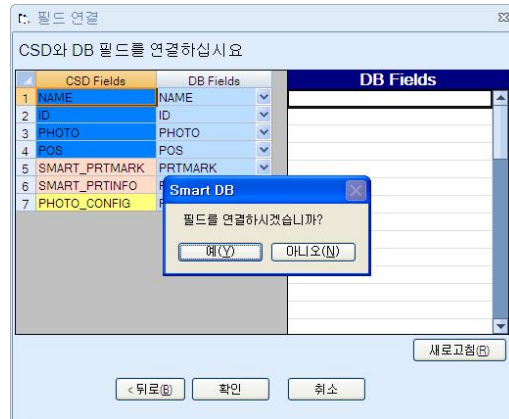 필드 연결
CSD와 DB 필드를 연결하십시요
CSD Fields DB Fields DB Fields
1 NAME NAME
2 ID ID
3 PHOTO PHOTO
4 POS POS
5 SMART_PRTMARK PRTMARK
6 SMART_PRTINFO
7 PHOTO_CONFIG
Smart DB
필드를 연결하시겠습니까?
예(Y) 아니오(N)
새로고침(R)
< 뒤로(B) 확인 취소